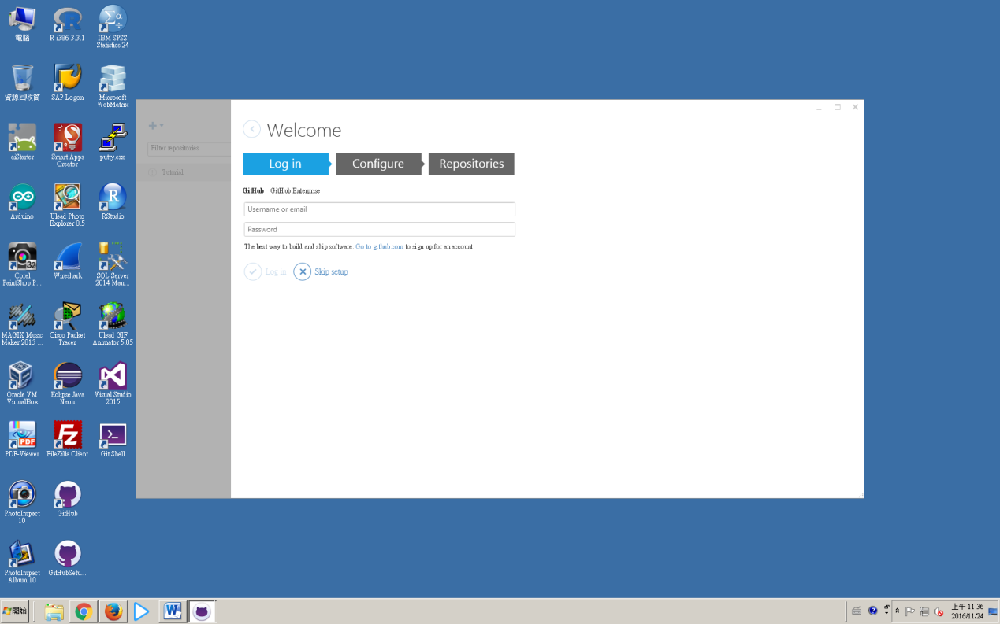 電腦
R i386 3.3.1
IBM SPSS
Statistics 24
資源回收筒
SAP Logon
Microsoft
WebMatrix
aiStarter
Smart Apps
Creator
putty.exe
Arduino
Ulead Photo
Explorer 8.5
RStudio
Corel
PaintShop P...
Wireshark
SQL Server
2014 Man...
MAGIX Music
Maker 2013 ...
Cisco Packet
Tracer
Ulead GIF
Animator 5.05
Oracle VM
VirtualBox
Eclipse Java
Neon
Visual Studio
2015
PDF-Viewer
FileZilla Client
Git Shell
PhotoImpact
10
GitHub
PhotoImpact
Album 10
GitHubSetu...
Filter repositories
Tutorial
Welcome
Log in
Configure
Repositories
GitHub GitHub Enterprise
Username or email
Password
The best way to build and ship software. Go to github.com to sign up for an account
Log in
Skip setup
開始
上午 11:36
2016/11/24